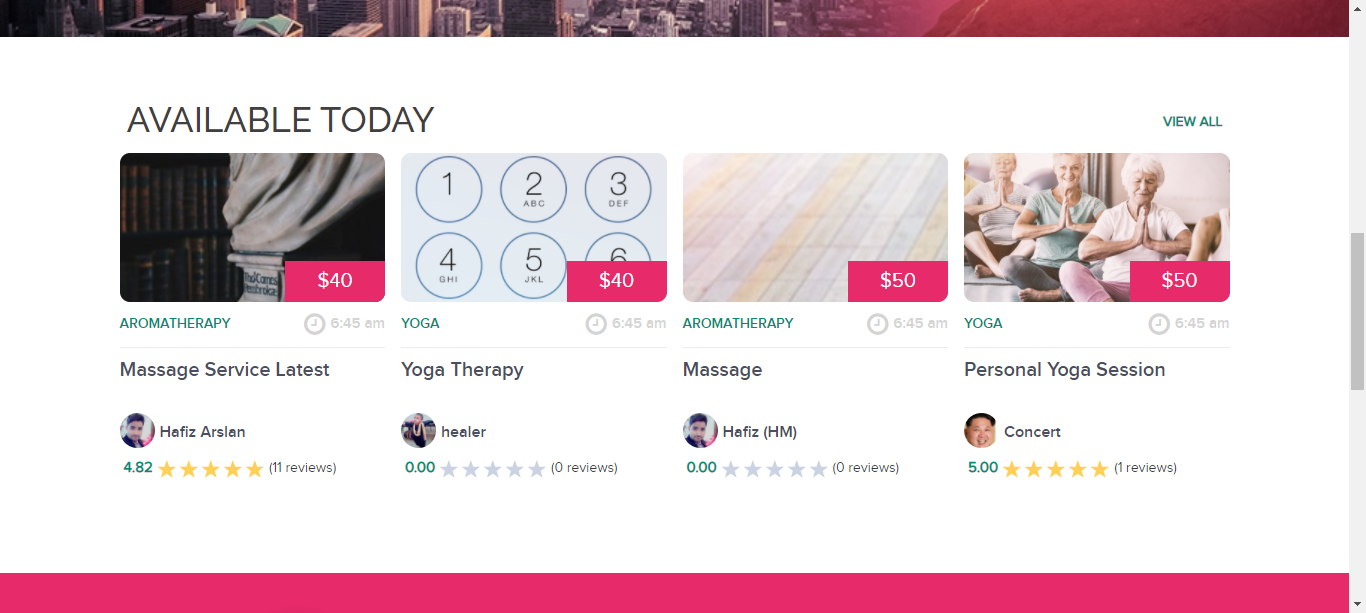 AVAILABLE TODAY
VIEW ALL
$40
1
2
ABC
3
DEF
4
GHI
5
JKL
6
$40
$50
$50
AROMATHERAPY 6:45 am
YOGA 6:45 am
AROMATHERAPY 6:45 am
YOGA 6:45 am
Massage Service Latest
Yoga Therapy
Massage
Personal Yoga Session
Hafiz Arslan
healer
Hafiz (HM)
Concert
4.82 (11 reviews)
0.00 (0 reviews)
0.00 (0 reviews)
5.00 (1 reviews)